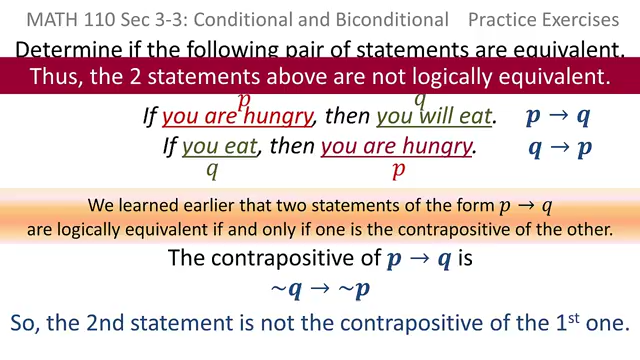 MATH 110 Sec 3-3: Conditional and Biconditional Practice Exercises
Determine if the following pair of statements are equivalent.
Thus, the 2 statements above are not logically equivalent.
p q
If you are hungry, then you will eat. p → q
If you eat, then you are hungry. q → p
q p
We learned earlier that two statements of the form p → q
are logically equivalent if and only if one is the contrapositive of the other.
The contrapositive of p → q is
~q → ~p
So, the 2nd statement is not the contrapositive of the 1st one.